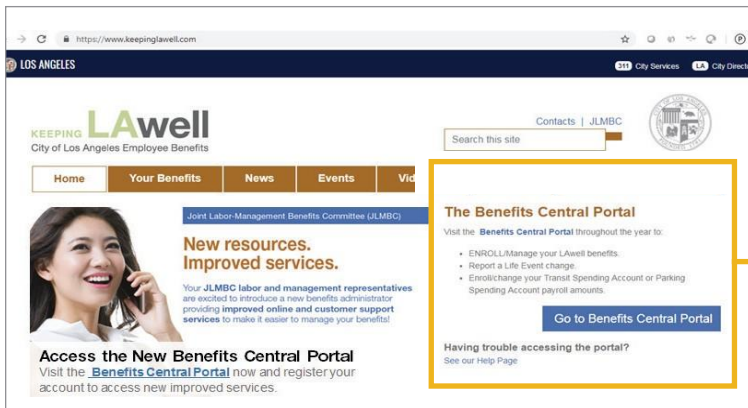 https://www.keepinglawell.com
LOS ANGELES
311 City Services LA City Direct
KEEPING LAwell
City of Los Angeles Employee Benefits
Contacts | JLMBC
Search this site
Home Your Benefits News Events Vid
Joint Labor-Management Benefits Committee (JLMBC)
New resources.
Improved services.
Your JLMBC labor and management representatives
are excited to introduce a new benefits administrator
providing improved online and customer support
services to make it easier to manage your benefits!
Access the New Benefits Central Portal
Visit the Benefits Central Portal now and register your
account to access new improved services.
The Benefits Central Portal
Visit the Benefits Central Portal throughout the year to:
• ENROLL/Manage your LAwell benefits.
• Report a Life Event change.
• Enroll/change your Transit Spending Account or Parking
Spending Account payroll amounts.
Go to Benefits Central Portal
Having trouble accessing the portal?
See our Help Page